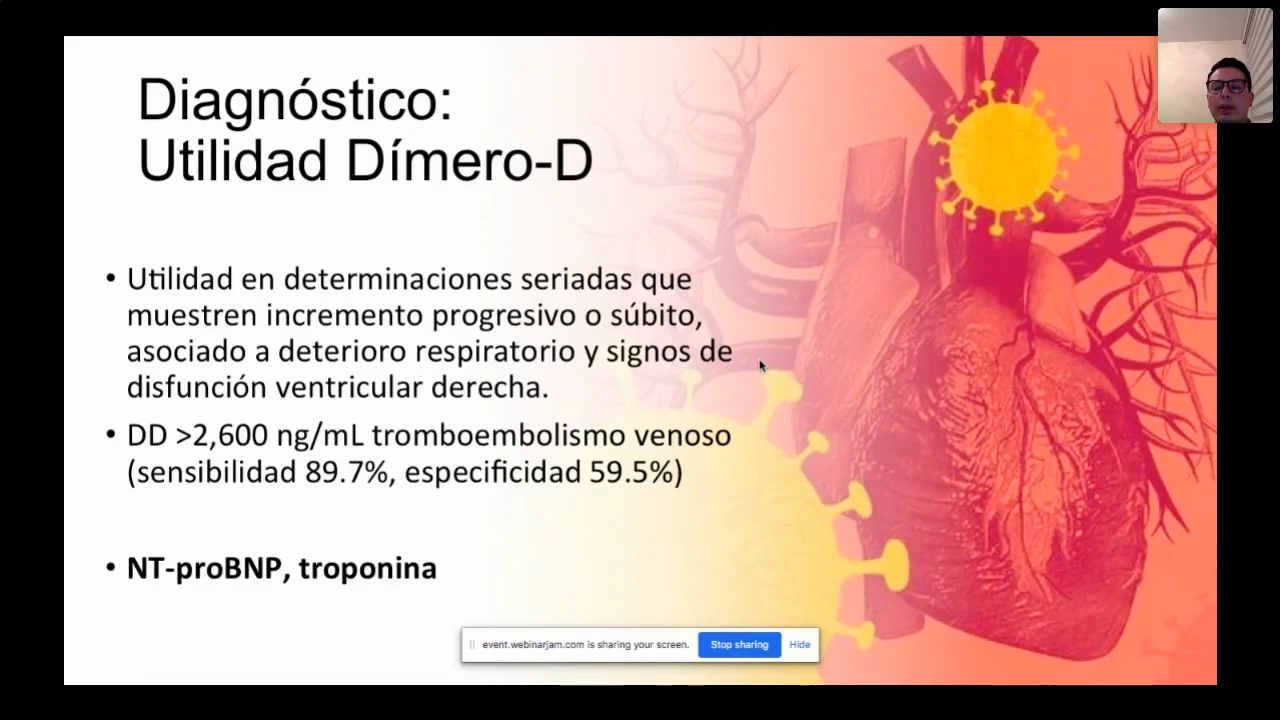 Diagnóstico:
Utilidad Dímero-D
• Utilidad en determinaciones seriadas que
muestren incremento progresivo o súbito,
asociado a deterioro respiratorio y signos de
disfunción ventricular derecha.
• DD >2,600 ng/mL tromboembolismo venoso
(sensibilidad 89.7%, especificidad 59.5%)
• NT-proBNP, troponina
event.webinarjam.com is sharing your screen. Stop sharing Hide